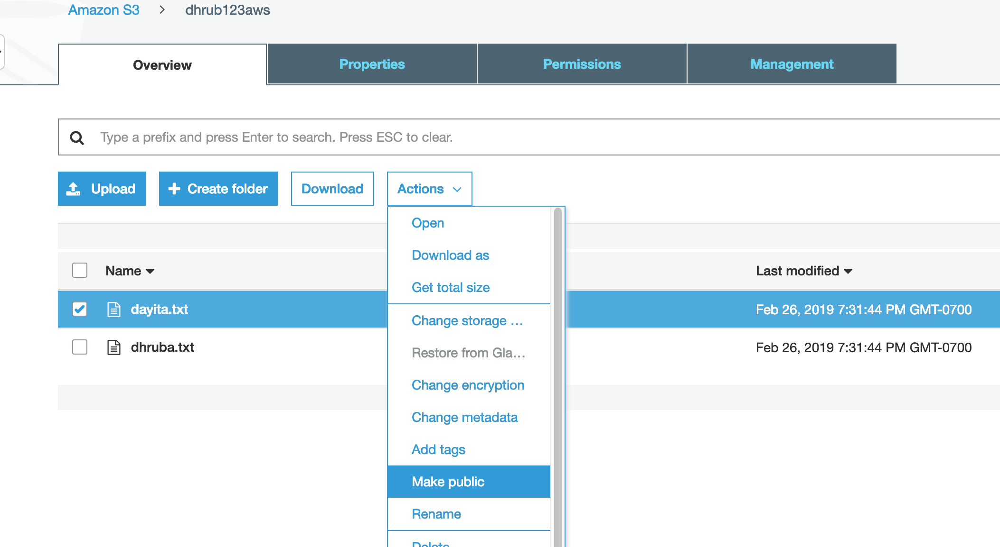 Amazon S3 > dhrub123aws
Overview
Properties
Permissions
Management
Type a prefix and press Enter to search. Press ESC to clear.
Upload
Create folder
Download
Actions
Open
Download as
Get total size
Change storage …
Restore from Gla…
Change encryption
Change metadata
Add tags
Make public
Rename
Delete
Name
Last modified
dayita.txt
Feb 26, 2019 7:31:44 PM GMT-0700
dhruba.txt
Feb 26, 2019 7:31:44 PM GMT-0700